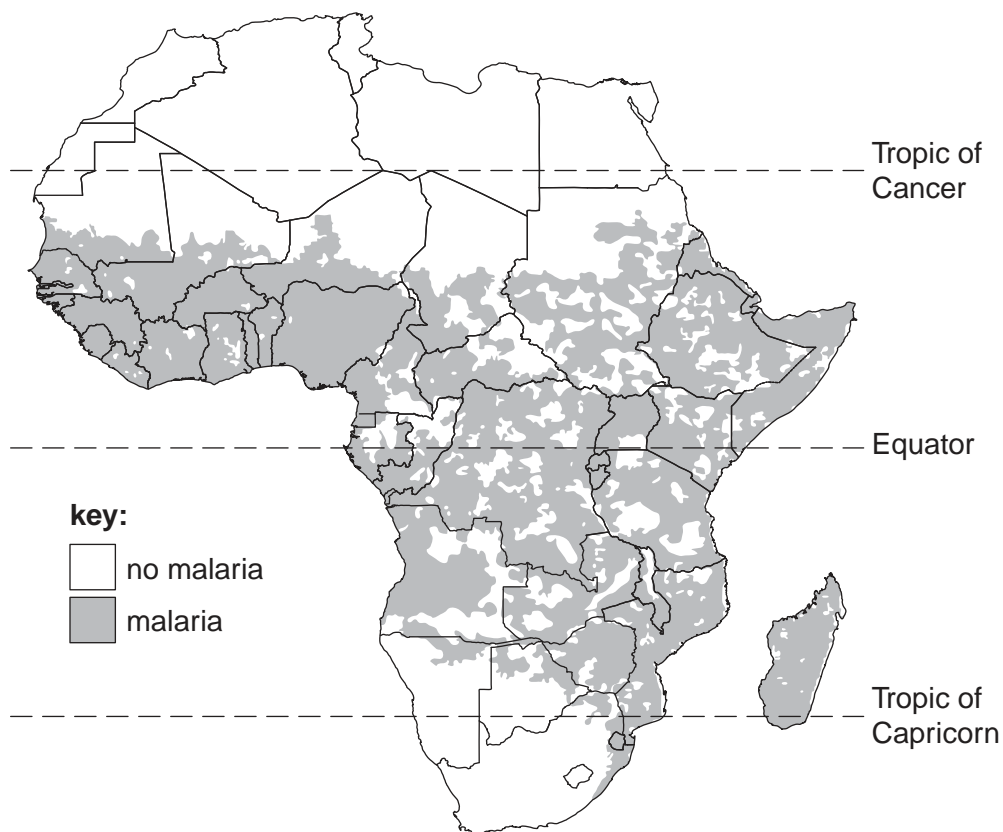 Tropic of
Cancer
Equator
key:
no malaria
malaria
Tropic of
Capricorn